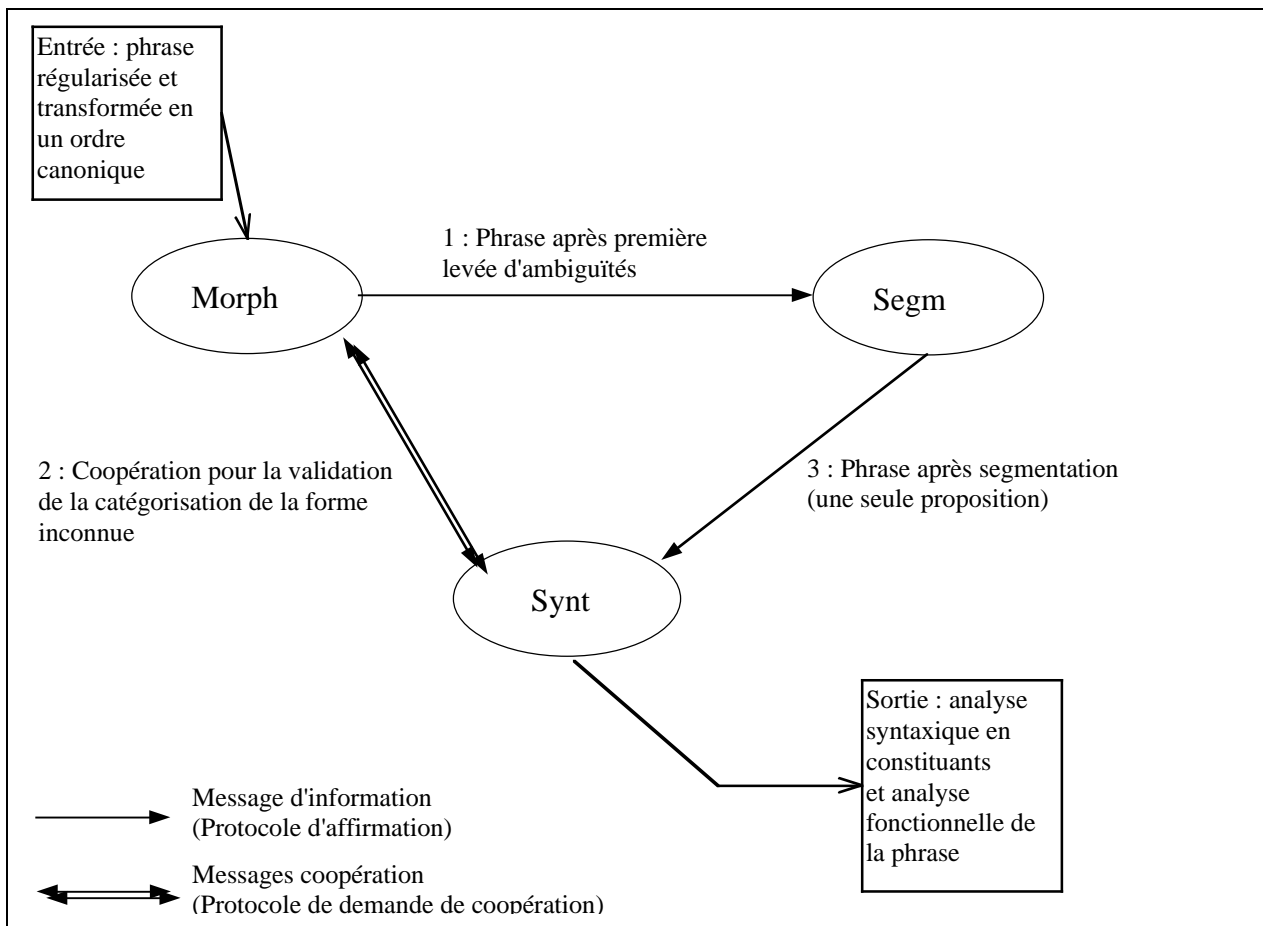 Entrée : phrase
régularisée et
transformée en
un ordre
canonique
1 : Phrase après première
levée d'ambiguïtés
Morph
Segm
2 : Coopération pour la validation
de la catégorisation de la forme
inconnue
3 : Phrase après segmentation
(une seule proposition)
Synt
Sortie : analyse
syntaxique en
constituants
et analyse
fonctionnelle de
la phrase
Message d'information
(Protocole d'affirmation)
Messages coopération
(Protocole de demande de coopération)